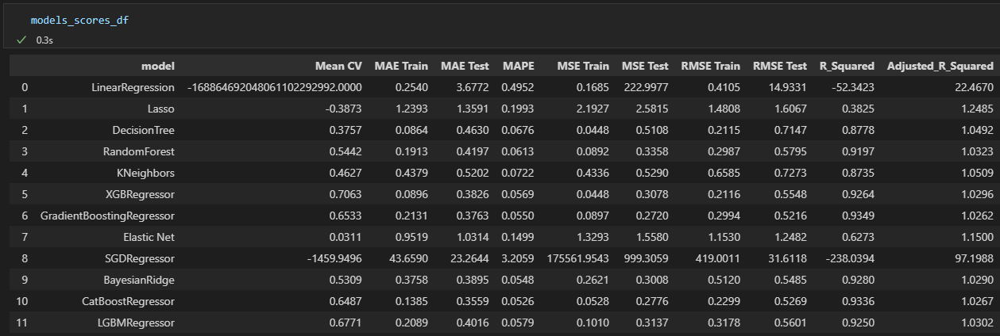 models_scores_df
0.3s
model Mean CV MAE Train MAE Test MAPE MSE Train MSE Test RMSE Train RMSE Test R_Squared Adjusted_R_Squared
0 LinearRegression -168864692048061102292992.0000 0.2540 3.6772 0.4952 0.1685 222.9977 0.4105 14.9331 -52.3423 22.4670
1 Lasso -0.3873 1.2393 1.3591 0.1993 2.1927 2.5815 1.4808 1.6067 0.3825 1.2485
2 DecisionTree 0.3757 0.0864 0.4630 0.0676 0.0448 0.5108 0.2115 0.7147 0.8778 1.0492
3 RandomForest 0.5442 0.1913 0.4197 0.0613 0.0892 0.3358 0.2987 0.5795 0.9197 1.0323
4 KNeighbors 0.4627 0.4379 0.5202 0.0722 0.4336 0.5290 0.6585 0.7273 0.8735 1.0509
5 XGBRegressor 0.7063 0.0896 0.3826 0.0569 0.0448 0.3078 0.2116 0.5548 0.9264 1.0296
6 GradientBoostingRegressor 0.6533 0.2131 0.3763 0.0550 0.0897 0.2720 0.2994 0.5216 0.9349 1.0262
7 Elastic Net 0.0311 0.9519 1.0314 0.1499 1.3293 1.5580 1.1530 1.2482 0.6273 1.1500
8 SGDRegressor -1459.9496 43.6590 23.2644 3.2059 175561.9543 999.3059 419.0011 31.6118 -238.0394 97.1988
9 BayesianRidge 0.5309 0.3758 0.3895 0.0548 0.2621 0.3008 0.5120 0.5485 0.9280 1.0290
10 CatBoostRegressor 0.6487 0.1385 0.3559 0.0526 0.0528 0.2776 0.2299 0.5269 0.9336 1.0267
11 LGBMRegressor 0.6771 0.2089 0.4016 0.0579 0.1010 0.3137 0.3178 0.5601 0.9250 1.0302